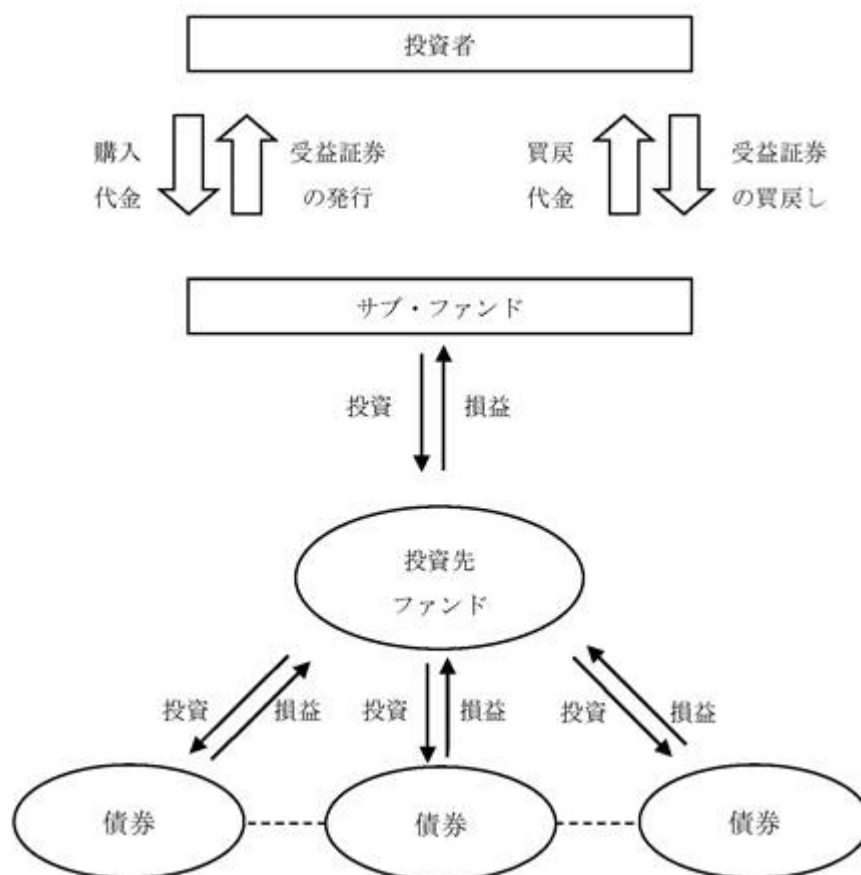 投資者
購入
代金
受益証券
の発行
買戻
代金
受益証券
の買戻し
サブ・ファンド
投資
損益
投資先
ファンド
投資
損益
投資
損益
投資
損益
債券
債券
債券